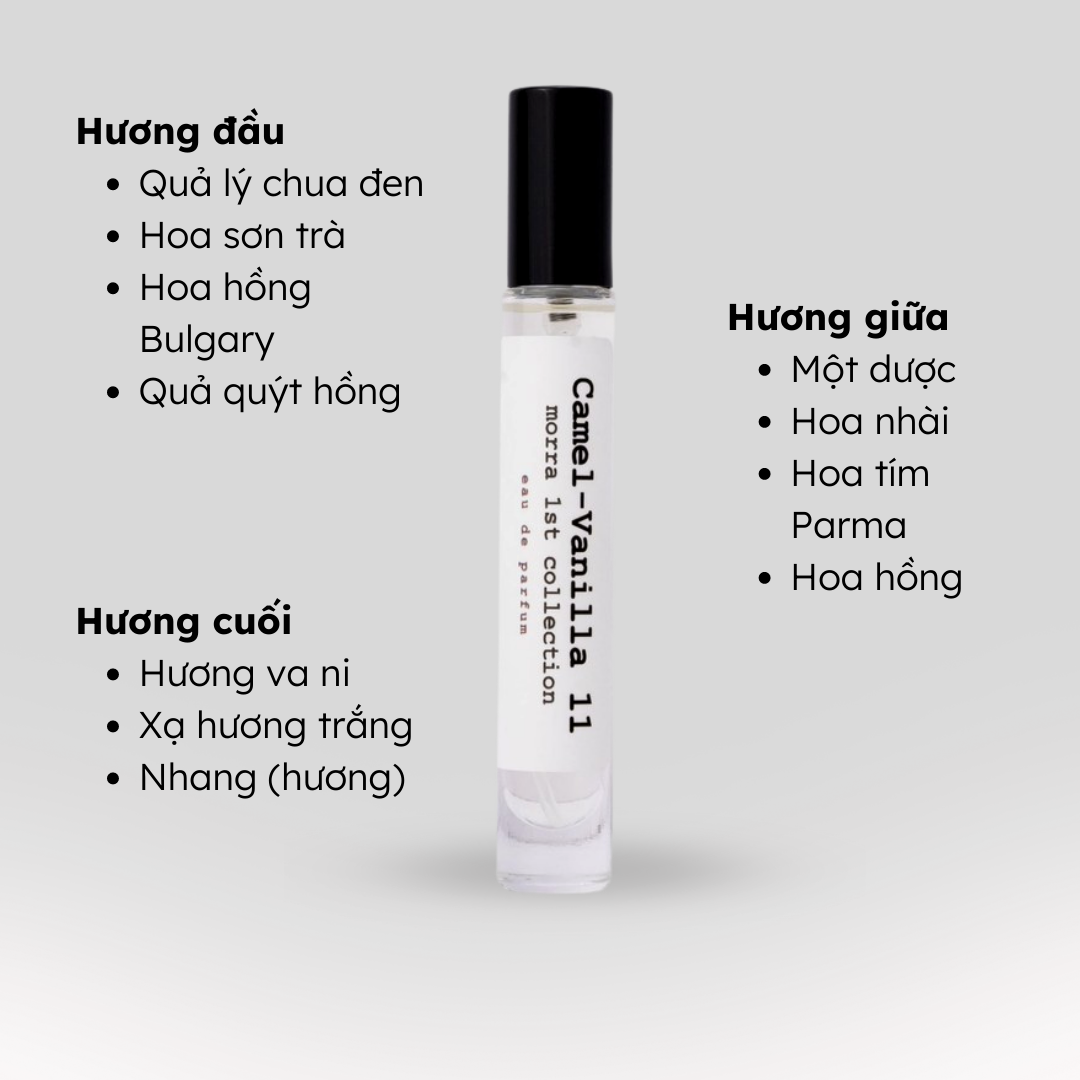 Hương đầu
Quả lý chua đen
Hoa sơn trà
Hoa hồng
Bulgary
Quả quýt hồng
Hương giữa
Một dược
Hoa nhài
Hoa tím
Parma
Hoa hồng
Hương cuối
Hương va ni
Xạ hương trắng
Nhang (hương)
Camel-Vanilla 11
morra 1st collection
eau de parfum